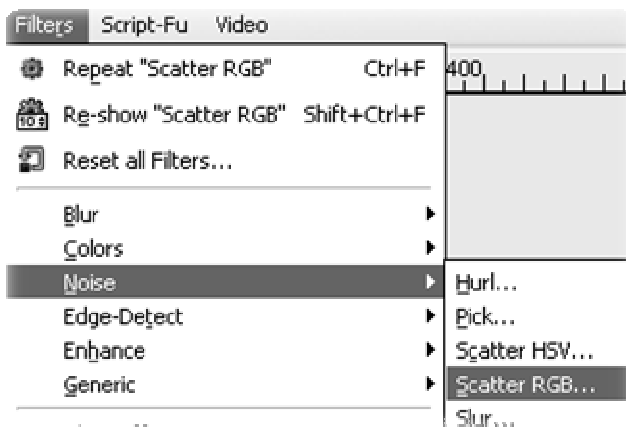 Filters Script-Fu Video
Repeat "Scatter RGB" Ctrl+F
400
Re-show "Scatter RGB" Shift+Ctrl+F
10
Reset all Filters...
Blur
Colors
Noise
Hurl...
Edge-Detect
Pick...
Enhance
Scatter HSV...
Generic
Scatter RGB...
Slur...